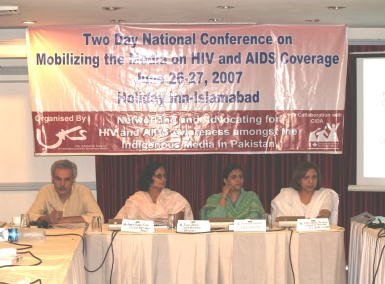 Two Day National Conference on
Mobilizing the Media on HIV and AIDS Coverage
June 26-27, 2007
Holiday Inn-Islamabad
Organised By
Collaboration with
CIDA
Networking and Advocating for
HIV and AIDS Awareness amongst the
Indigenous Media in Pakistan